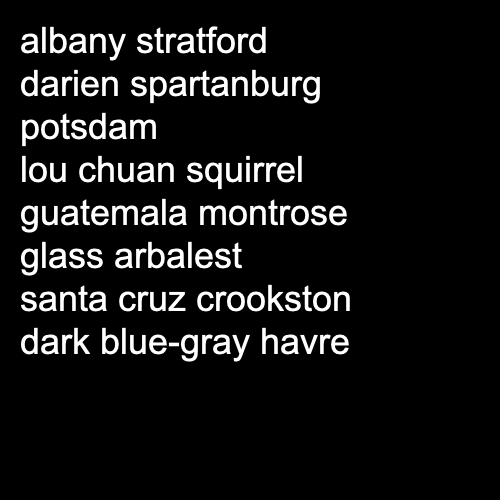 albany stratford
darien spartanburg
potsdam
lou chuan squirrel
guatemala montrose
glass arbalest
santa cruz crookston
dark blue-gray havre